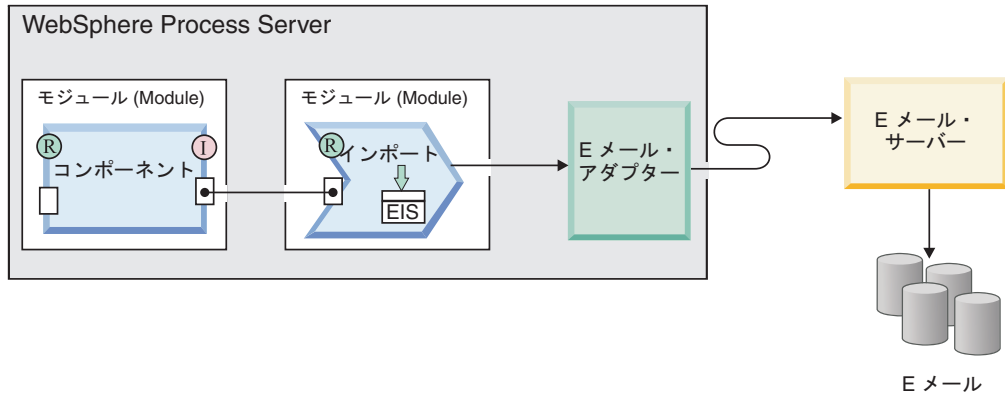 WebSphere Process Server
モジュール (Module)
R
I
コンポーネント
モジュール (Module)
R
インポート
EIS
E メール・
アダプター
E メール・
サーバー
E メール